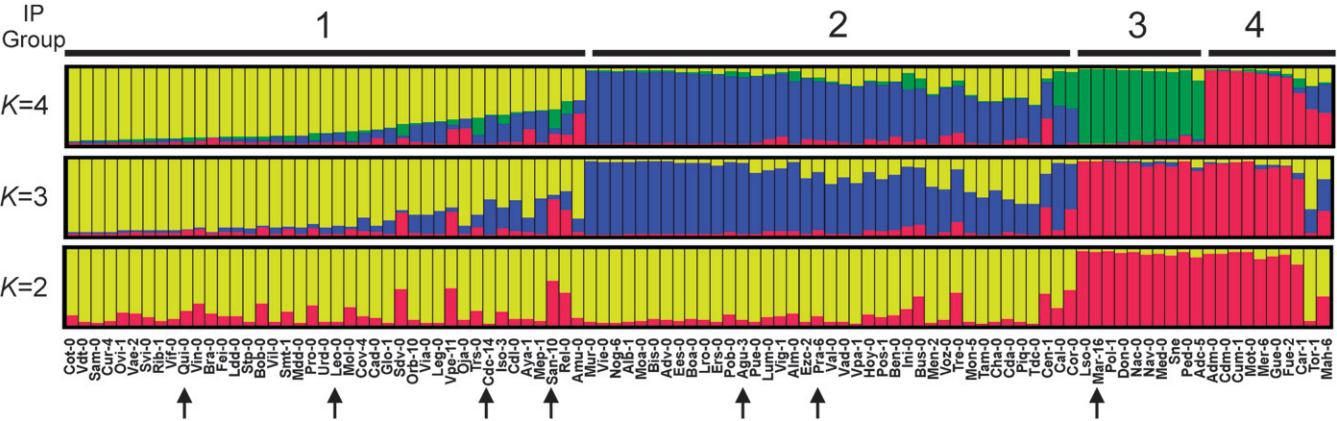 IP
Group
1 2 3 4
K=4
K=3
K=2
Cot-0
Vdt-0
Sam-0
Cur-4
Ovi-1
Vae-2
Svi-0
Rib-1
Vif-0
Qui-0
Vin-0
Bra-0
Fei-0
Ldd-0
Stp-0
Bob-0
Vil-0
Smt-1
Mdd-0
Pro-0
Urd-0
Leo-1
Mol-0
Cov-4
Cad-0
Glo-1
Sdv-0
Orb-10
Via-0
Leg-0
Vpe-11
Oja-0
Trs-0
Cdc-14
Iso-3
Cdl-0
Aya-1
Mep-1
San-10
Rel-0
Amu-0
Mur-0
Vie-0
Nog-6
Alb-1
Moa-0
Bis-0
Adv-0
Ees-0
Boa-0
Lro-0
Ers-0
Pob-0
Agu-3
Pue-0
Lum-0
Vig-1
Alm-0
Ezc-2
Pra-6
Val-0
Vad-0
Vpa-1
Hoy-0
Pos-1
Ben-0
Ini-0
Bus-0
Men-2
Voz-0
Tre-0
Mon-5
Tam-0
Cha-0
Cda-0
Piq-0
Tdc-0
Cen-1
Cal-0
Cor-0
Lso-0
Mar-16
Pol-1
Don-0
Nac-0
Nav-0
Med-0
Sne
Ped-0
Adc-5
Adm-0
Cdm-0
Cum-1
Mot-0
Mer-6
Gue-0
Fue-2
Car-1
Tor-1
Mah-6